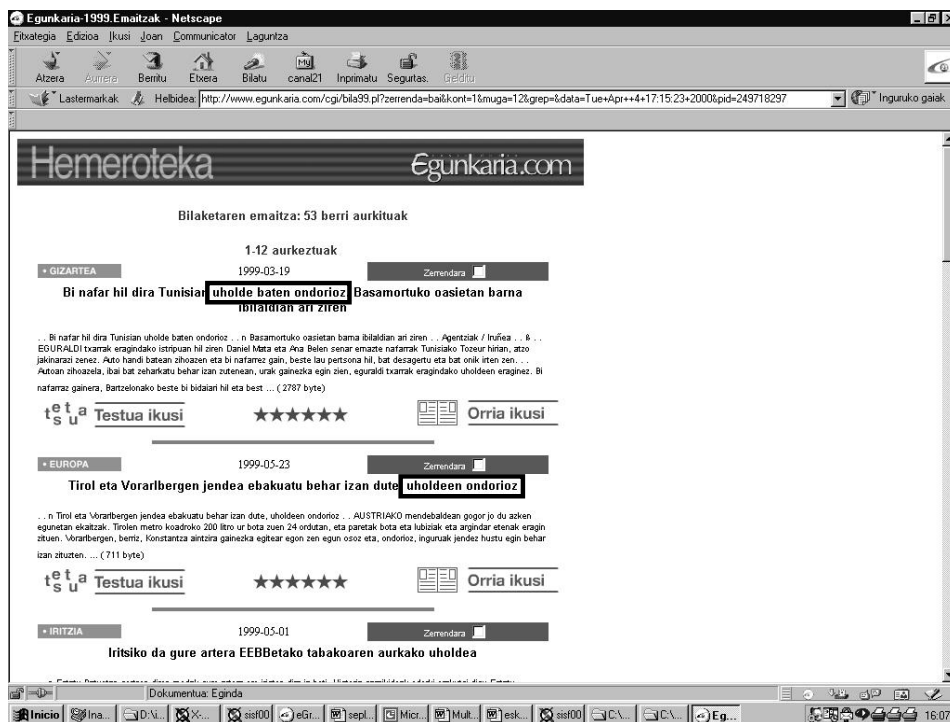 Egunkaria-1999.Emaitzak - Netscape
Fitxategia Edizioa Ikusi Joan Communicator Laguntza
Atzera Aurrera Berritu Etxera Bilatu canal21 Inprimatu Segurtas. Gelditu
Lastermarkak Helbidea: http://www.egunkaria.com/cgi/bila99.pl?zerrenda=bai&kont=1&muga=12&grep=&data=Tue+Apr++4+17:15:23+2000&pid=249718297 Inguruko gaiak
Hemeroteka Egunkaria.com
Bilaketaren emaitza: 53 berri aurkituak
1-12 aurkeztuak
• GIZARTEA 1999-03-19 Zerrendara
Bi nafar hil dira Tunisian uholde baten ondorioz Basamortuko oasietan barna
ibilaldian ari ziren
. . Bi nafar hil dira Tunisian uholde baten ondorioz . . n Basamortuko oasietan barna ibilaldian ari ziren . . Agentziak / Iruñea . . & . .
EGURALDI txarrak eragindako istripuan hil ziren Daniel Mata eta Ana Belen senar emazte nafarrak Tunisiako Tozeur hirian, atzo
jakinarazi zenez. Auto handi batean zihoazen eta bi nafarrez gain, beste lau pertsona hil, bat desagertu eta bat onik irten zen. . . .
Autoan zihoazela, ibai bat zeharkatu behar izan zutenean, urak gainezka egin zien, eguraldi txarrak eragindako uholdeen eraginez. Bi
nafarraz gainera, Bartzelonako beste bi bidaiari hil eta best ... ( 2787 byte)
testua Testua ikusi ★★★★★★ Orria ikusi
• EUROPA 1999-05-23 Zerrendara
Tirol eta Vorarlbergen jendea ebakuatu behar izan dute uholdeen ondorioz
. . n Tirol eta Vorarlbergen jendea ebakuatu behar izan dute, uholdeen ondorioz . . AUSTRIAKO mendebaldean gogor jo du azken
egunetan ekaitzak. Tirolen metro koadroko 200 litro ur bota zuen 24 ordutan, eta paretak bota eta lubiziak eta argindar etenak eragin
zituen. Vorarlbergen, berriz, Konstantza aintzira gainezka egitear egon zen egun osoz eta, ondorioz, inguruak jendez hustu egin behar
izan zituzten. ... ( 711 byte)
testua Testua ikusi ★★★★★★ Orria ikusi
• IRITZIA 1999-05-01 Zerrendara
Iritsiko da gure artera EEBBetako tabakoaren aurkako uholdea
Dokumentua: Eginda
Inicio Ina... D:\i... X-... sisf00 eGr... sepl... Micr... Mult... esk... sisf00 C:\... C:\... Eg...